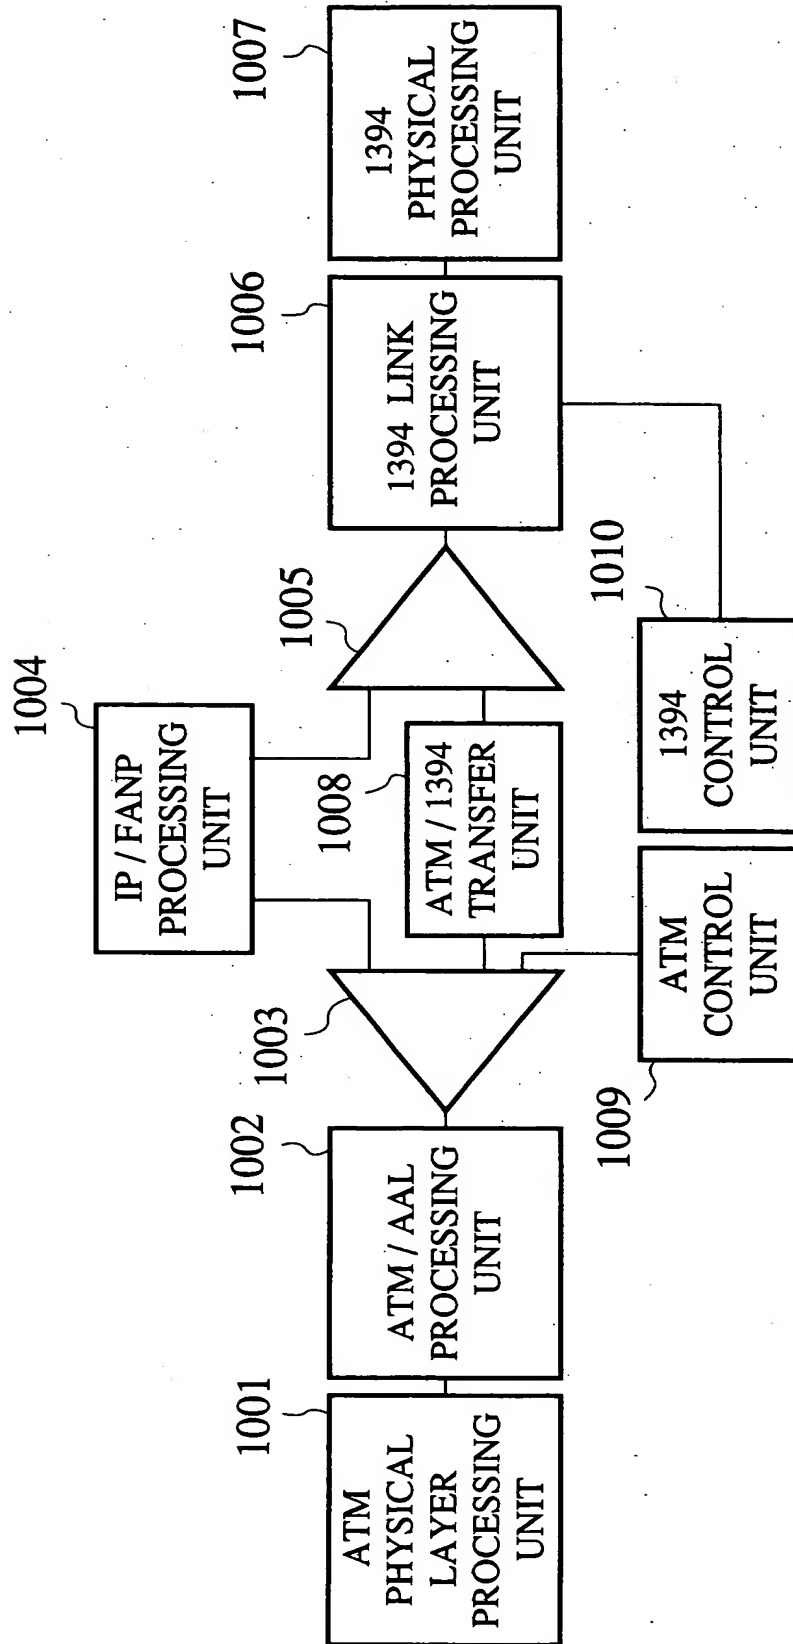 1004
IP / FANP
PROCESSING
UNIT
1001
ATM
PHYSICAL
LAYER
PROCESSING
UNIT
1002
ATM / AAL
PROCESSING
UNIT
1003
1008
ATM / 1394
TRANSFER
UNIT
1005
1006
1394 LINK
PROCESSING
UNIT
1007
1394
PHYSICAL
PROCESSING
UNIT
1009
ATM
CONTROL
UNIT
1010
1394
CONTROL
UNIT